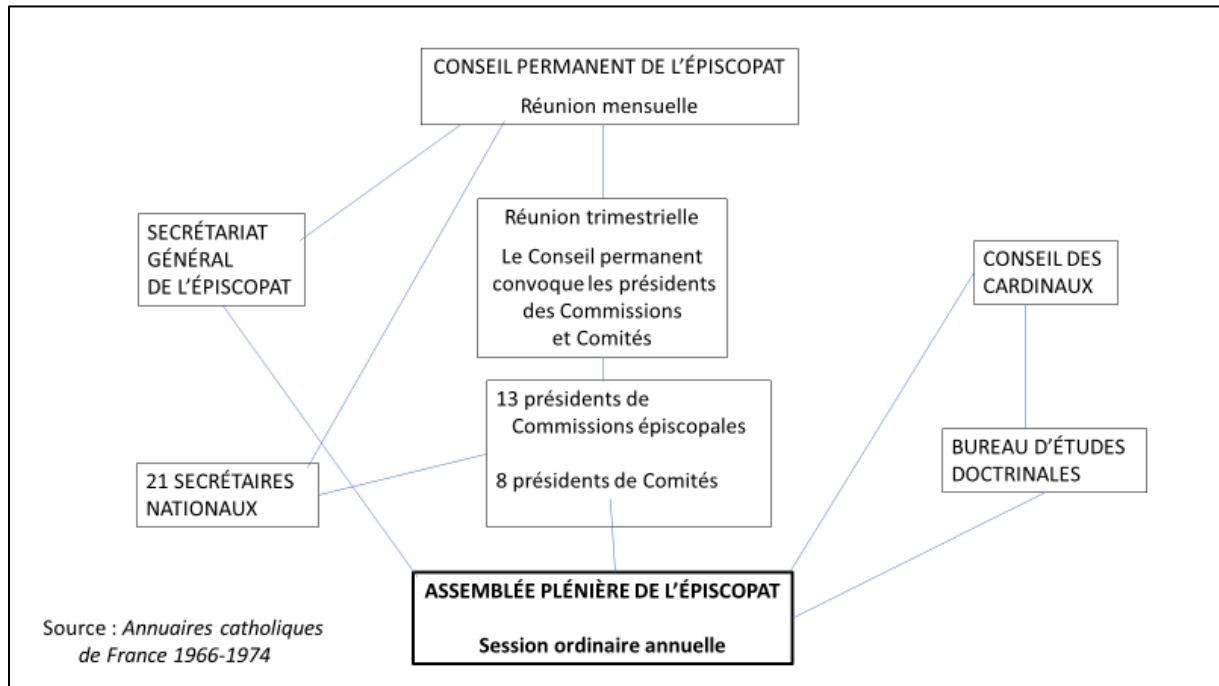 CONSEIL PERMANENT DE L’ÉPISCOPAT
Réunion mensuelle
SECRÉTARIAT
GÉNÉRAL
DE L’ÉPISCOPAT
Réunion trimestrielle
Le Conseil permanent
convoque les présidents
des Commissions
et Comités
CONSEIL DES
CARDINAUX
13 présidents de
Commissions épiscopales
8 présidents de Comités
21 SECRÉTAIRES
NATIONAUX
BUREAU D’ÉTUDES
DOCTRINALES
ASSEMBLÉE PLÉNIÈRE DE L’ÉPISCOPAT
Session ordinaire annuelle
Source : Annuaires catholiques
de France 1966-1974